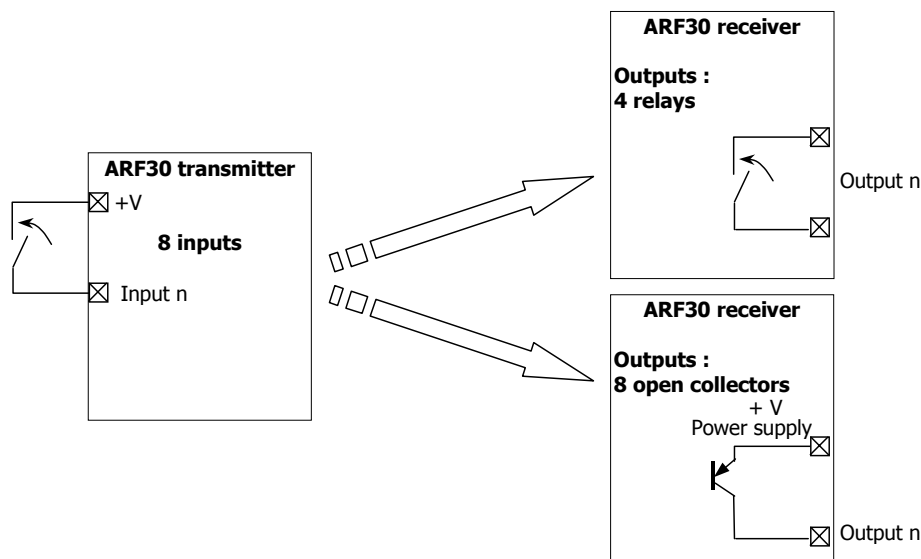 ARF30 transmitter
+V
8 inputs
Input n
ARF30 receiver
Outputs :
4 relays
Output n
ARF30 receiver
Outputs :
8 open collectors
+ V
Power supply
Output n